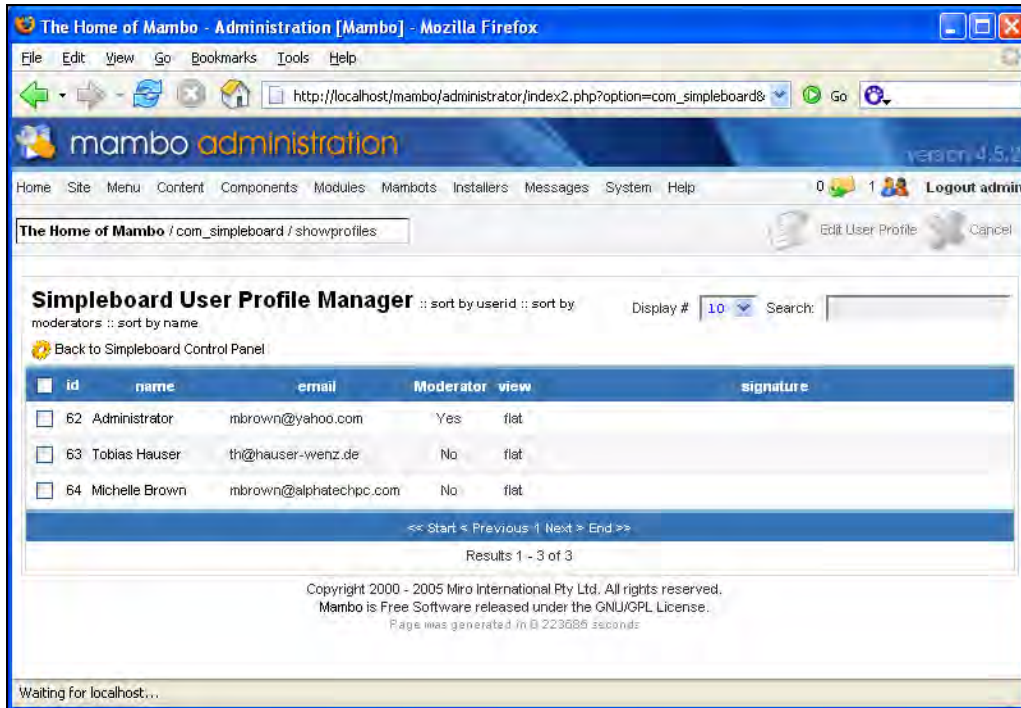 The Home of Mambo - Administration [Mambo] - Mozilla Firefox
File Edit View Go Bookmarks Tools Help
http://localhost/mambo/administrator/index2.php?option=com_simpleboard& Go
mambo administration
version 4.5.2
Home Site Menu Content Components Modules Mambots Installers Messages System Help 0 1 Logout admin
The Home of Mambo / com_simpleboard / showprofiles Edit User Profile Cancel
Simpleboard User Profile Manager :: sort by userid :: sort by
moderators :: sort by name
Display # 10 Search:
Back to Simpleboard Control Panel
id name email Moderator view signature
62 Administrator mbrown@yahoo.com Yes flat
63 Tobias Hauser th@hauser-wenz.de No flat
64 Michelle Brown mbrown@alphatechpc.com No flat
<< Start < Previous 1 Next > End >>
Results 1 - 3 of 3
Copyright 2000 - 2005 Miro International Pty Ltd. All rights reserved.
Mambo is Free Software released under the GNU/GPL License.
Page was generated in 0.223686 seconds
Waiting for localhost...